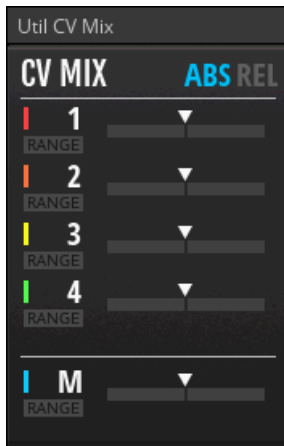 Util CV Mix
CV MIX ABS REL
1
RANGE
2
RANGE
3
RANGE
4
RANGE
M
RANGE